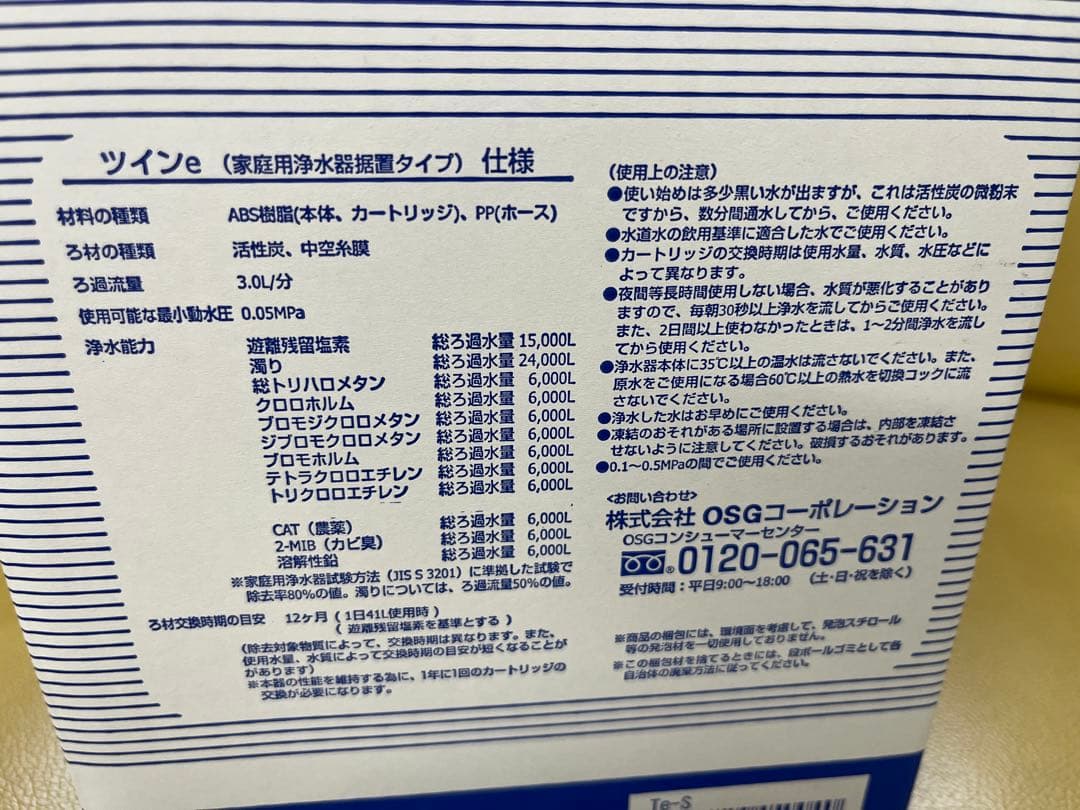 ツインe （家庭用浄水器据置タイプ） 仕様
材料の種類 ABS樹脂(本体、カートリッジ)、PP(ホース)
ろ材の種類 活性炭、中空糸膜
ろ過流量 3.0L/分
使用可能な最小動水圧 0.05MPa
浄水能力 遊離残留塩素 総ろ過水量 15,000L
濁り 総ろ過水量 24,000L
総トリハロメタン 総ろ過水量 6,000L
クロロホルム 総ろ過水量 6,000L
ブロモジクロロメタン 総ろ過水量 6,000L
ジブロモクロロメタン 総ろ過水量 6,000L
ブロモホルム 総ろ過水量 6,000L
テトラクロロエチレン 総ろ過水量 6,000L
トリクロロエチレン 総ろ過水量 6,000L
CAT（農薬） 総ろ過水量 6,000L
2-MIB（カビ臭） 総ろ過水量 6,000L
溶解性鉛 総ろ過水量 6,000L
※家庭用浄水器試験方法（JIS S 3201）に準拠した試験で
除去率80%の値。濁りについては、ろ過流量50%の値。
ろ材交換時期の目安 12ヶ月（1日41L使用時）
（遊離残留塩素を基準とする）
(除去対象物質によって、交換時期は異なります。また、
使用水量、水質によって交換時期の目安が短くなることが
があります)
※本器の性能を維持する為に、1年に1回のカートリッジの
交換が必要になります。
（使用上の注意）
●使い始めは多少黒い水が出ますが、これは活性炭の微粉末
ですから、数分間通水してから、ご使用ください。
●水道水の飲用基準に適合した水でご使用ください。
●カートリッジの交換時期は使用水量、水質、水圧などに
よって異なります。
●夜間等長時間使用しない場合、水質が悪化することがあり
ますので、毎朝30秒以上浄水を流してからご使用ください。
また、2日間以上使わなかったときは、1〜2分間浄水を流し
てから使用ください。
●浄水器本体に35℃以上の温水は流さないでください。また、
原水をご使用になる場合60℃以上の熱水を切換コックに流
さないでください。
●浄水した水はお早めにご使用ください。
●凍結のおそれがある場所に設置する場合は、内部を凍結さ
せないように注意してください。破損するおそれがあります。
●0.1〜0.5MPaの間でご使用ください。
<お問い合わせ>
株式会社 OSGコーポレーション
OSGコンシューマーセンター
® 0120-065-631
受付時間：平日9:00〜18:00 （土・日・祝を除く）
※商品の梱包には、環境面を考慮して、発泡スチロール
等の発泡材を一切使用しておりません。
※この梱包材を捨てるときには、段ボールゴミとして各
自治体の廃棄方法に従ってください。
Te-S